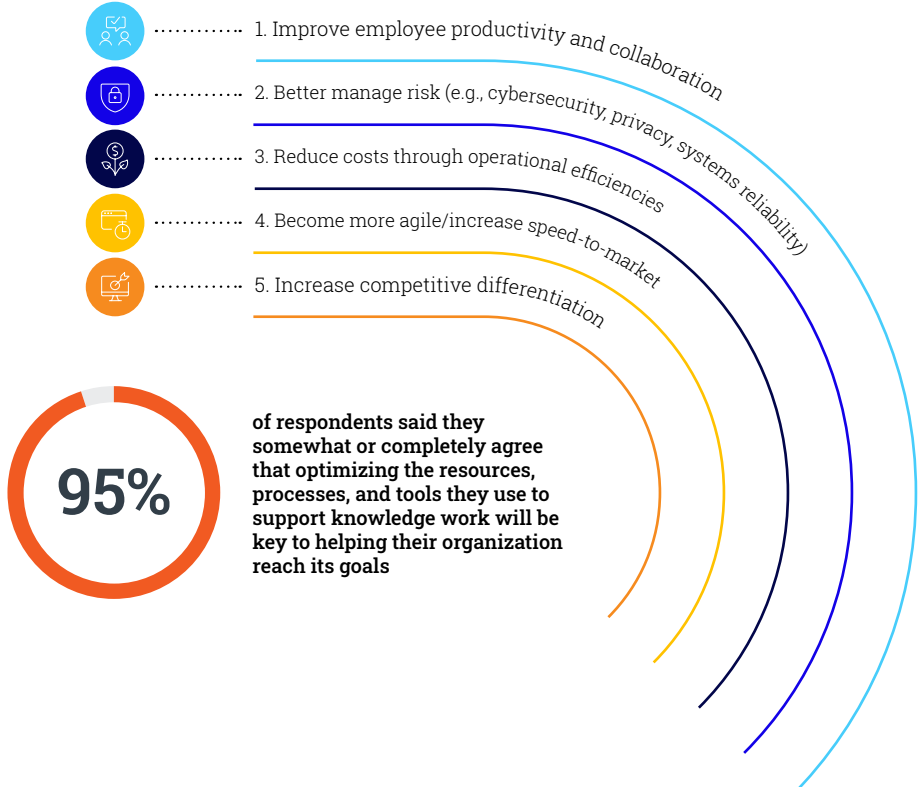 1. Improve employee productivity and collaboration
2. Better manage risk (e.g., cybersecurity, privacy, systems reliability)
3. Reduce costs through operational efficiencies
4. Become more agile/increase speed-to-market
5. Increase competitive differentiation
95%
of respondents said they
somewhat or completely agree
that optimizing the resources,
processes, and tools they use to
support knowledge work will be
key to helping their organization
reach its goals